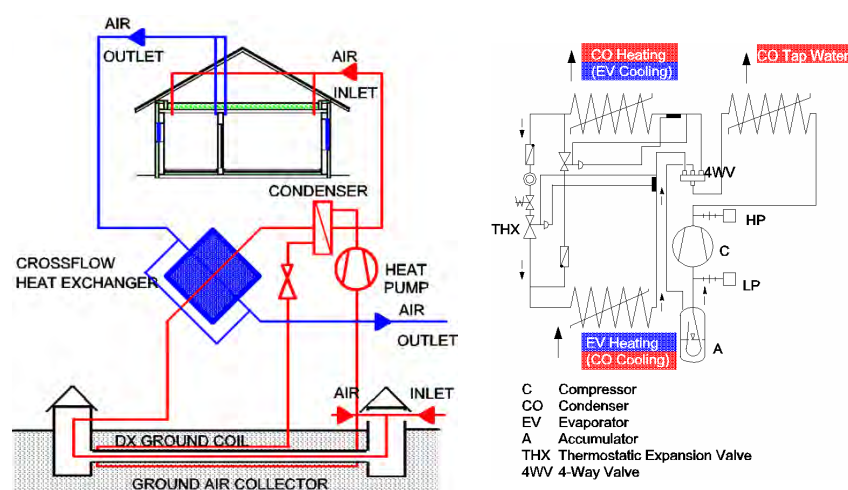 AIR
OUTLET
AIR
INLET
CONDENSER
CROSSFLOW
HEAT EXCHANGER
HEAT
PUMP
AIR
OUTLET
AIR
INLET
DX GROUND COIL
GROUND AIR COLLECTOR
CO Heating
(EV Cooling)
CO Tap Water
4WV
THX
HP
C
LP
EV Heating
(CO Cooling)
A
C Compressor
CO Condenser
EV Evaporator
A Accumulator
THX Thermostatic Expansion Valve
4WV 4-Way Valve